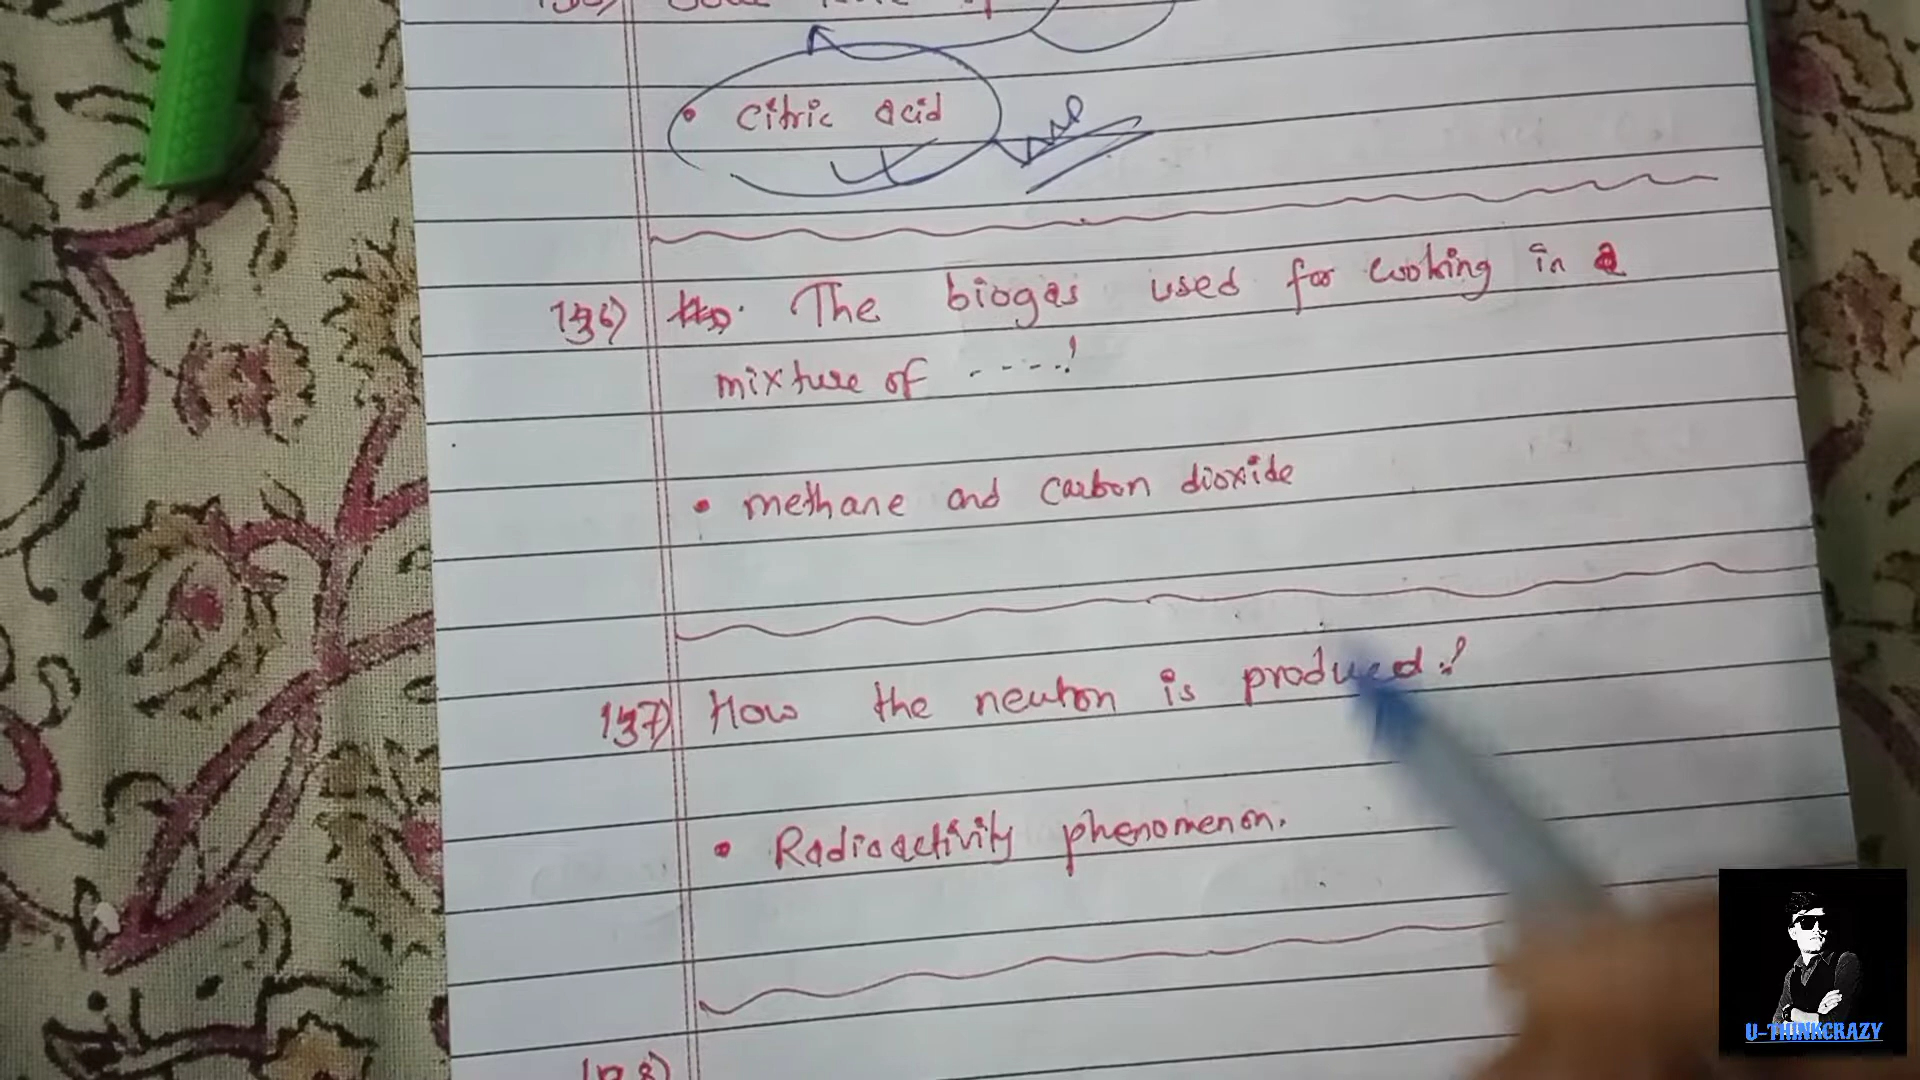 • Citric acid
136) The biogas used for cooking in a
mixture of ----!
• methane and carbon dioxide
137) How the neutron is produced.!
• Radioactivity phenomenon.
U-THINKCRAZY